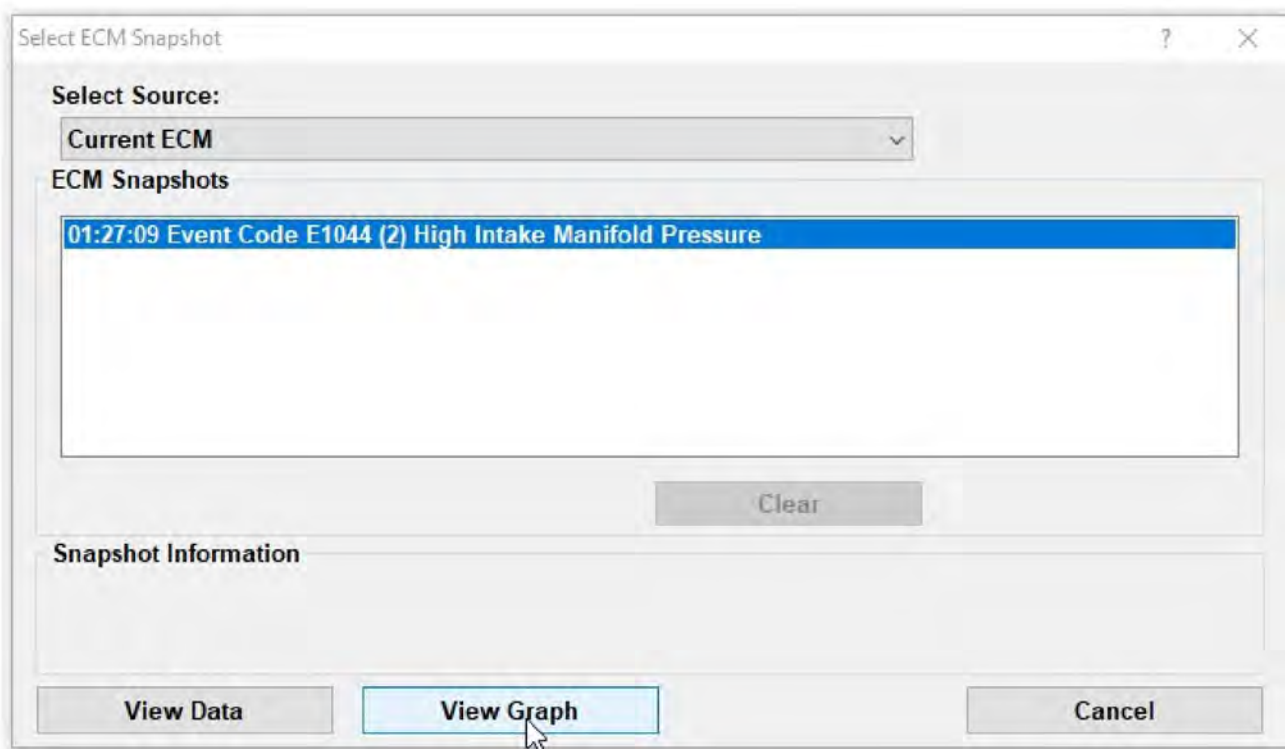 Select ECM Snapshot
Select Source:
Current ECM
ECM Snapshots
01:27:09 Event Code E1044 (2) High Intake Manifold Pressure
Clear
Snapshot Information
View Data View Graph Cancel